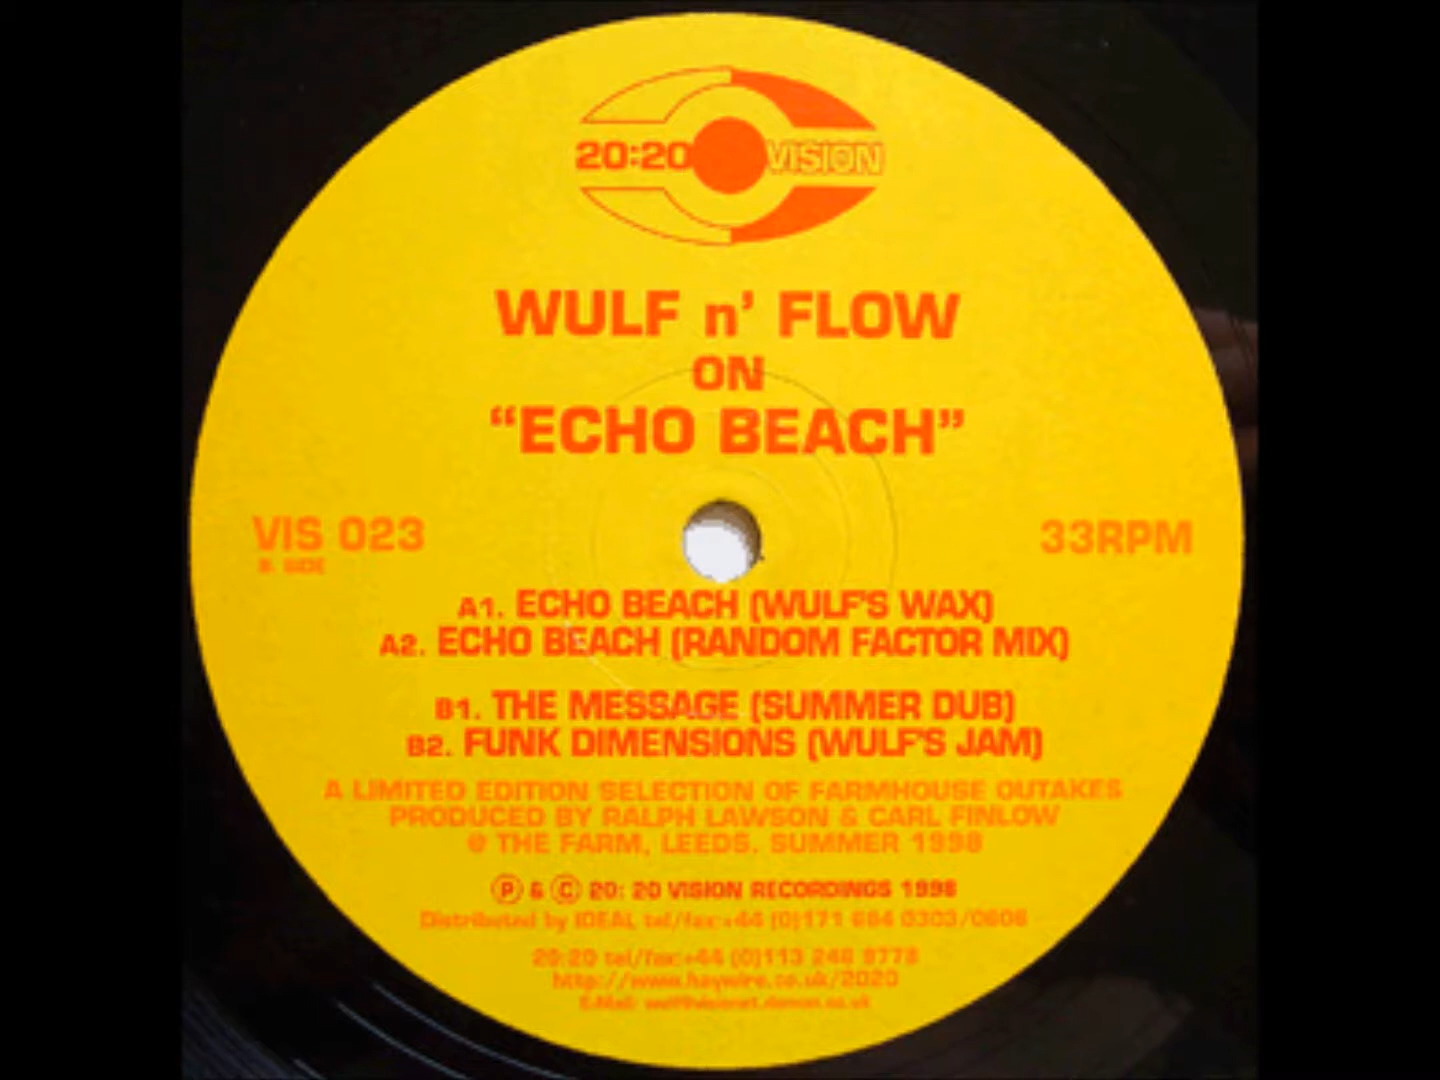 20:20 VISION
WULF n' FLOW
ON
“ECHO BEACH”
VIS 023
33RPM
SIDE
A1. ECHO BEACH (WULF'S WAX)
A2. ECHO BEACH (RANDOM FACTOR MIX)
B1. THE MESSAGE (SUMMER DUB)
B2. FUNK DIMENSIONS (WULF'S JAM)
A LIMITED EDITION SELECTION OF FARMHOUSE OUTAKES
PRODUCED BY RALPH LAWSON & CARL FINLOW
@ THE FARM, LEEDS. SUMMER 1998
Ⓟ & Ⓒ 20: 20 VISION RECORDINGS 1998
Distributed by IDEAL tel/fax:+44 (0)171 684 0303/0606
20:20 tel/fax:+44 (0)113 246 9778
http://www.haywire.co.uk/2020
E-Mail: